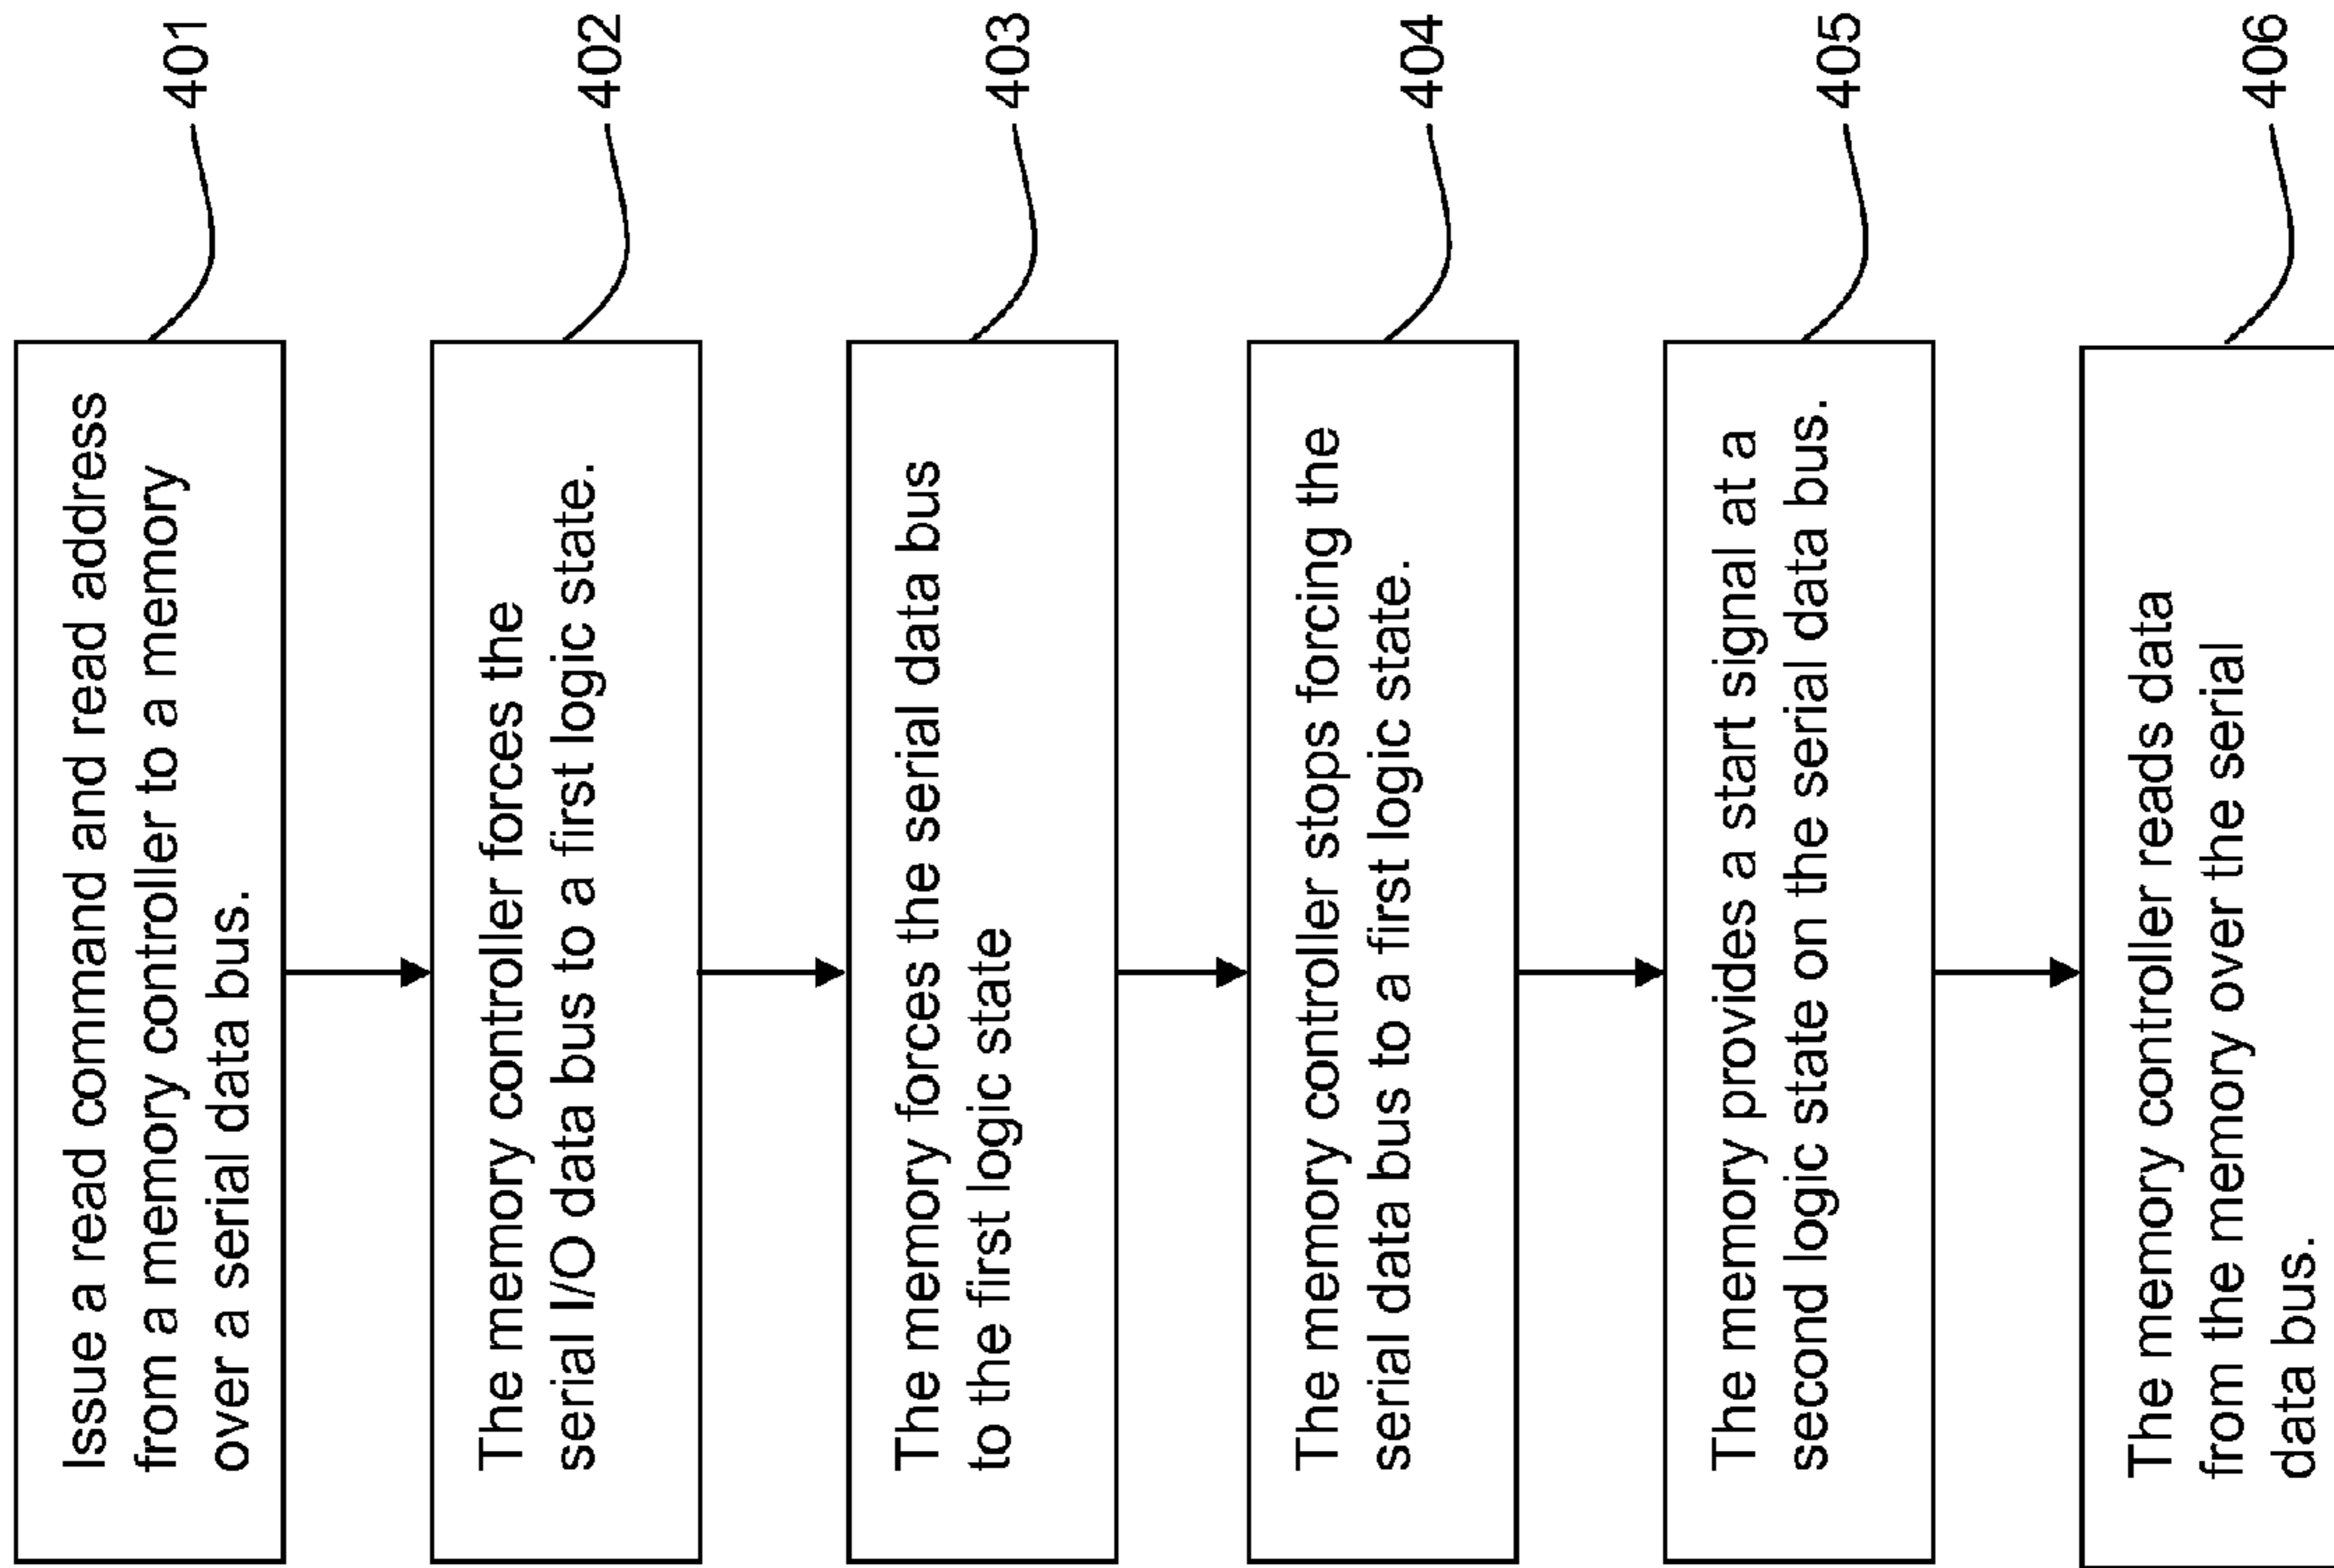 Issue a read command and read address
from a memory controller to a memory
over a serial data bus.
401
The memory controller forces the
serial I/O data bus to a first logic state.
402
The memory forces the serial data bus
to the first logic state
403
The memory controller stops forcing the
serial data bus to a first logic state.
404
The memory provides a start signal at a
second logic state on the serial data bus.
405
The memory controller reads data
from the memory over the serial
data bus.
406